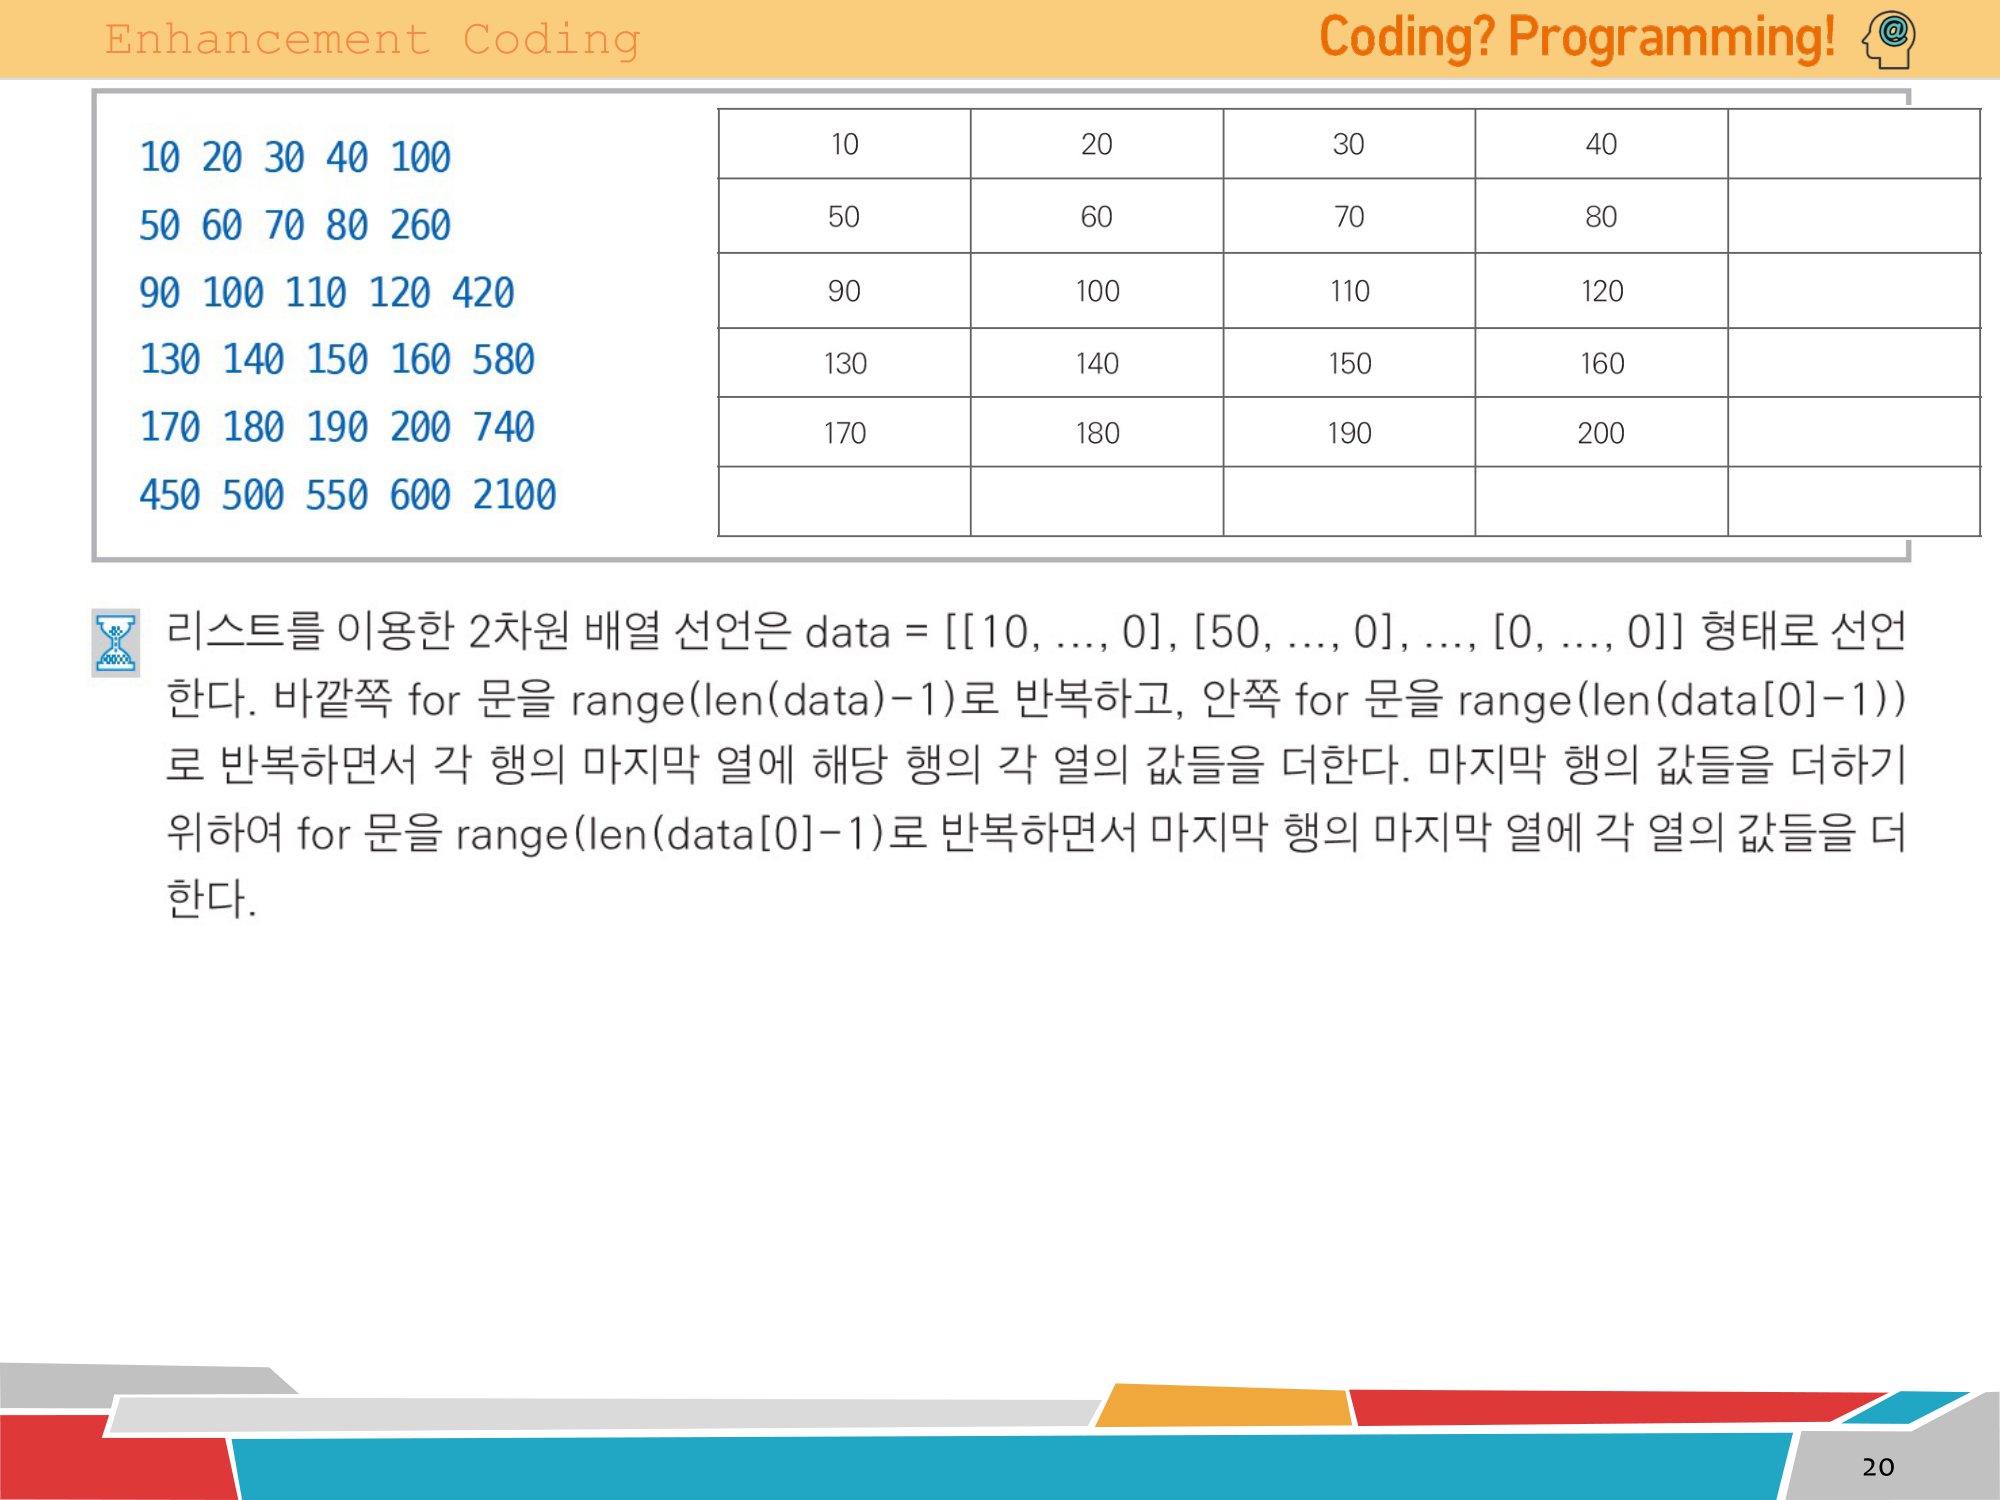 Enhancement Coding
Coding? Programming!
10 20 30 40 100
50 60 70 80 260
90 100 110 120 420
130 140 150 160 580
170 180 190 200 740
450 500 550 600 2100
10 20 30 40
50 60 70 80
90 100 110 120
130 140 150 160
170 180 190 200
리스트를 이용한 2차원 배열 선언은 data = [[10, ..., 0], [50, ..., 0], ..., [0, ..., 0]] 형태로 선언
한다. 바깥쪽 for 문을 range(len(data)-1)로 반복하고, 안쪽 for 문을 range(len(data[0]-1))
로 반복하면서 각 행의 마지막 열에 해당 행의 각 열의 값들을 더한다. 마지막 행의 값들을 더하기
위하여 for 문을 range(len(data[0]-1)로 반복하면서 마지막 행의 마지막 열에 각 열의 값들을 더
한다.
20